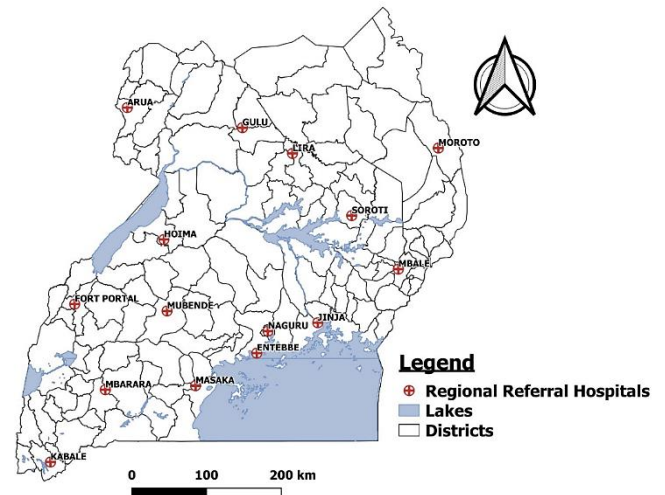 ARUA
GULU
LIRA
MOROTO
SOROTI
HOIMA
MBALE
FORT PORTAL
MUBENDE
JINJA
NAGURU
ENTEBBE
MBARARA
MASAKA
KABALE
Legend
Regional Referral Hospitals
Lakes
Districts
0 100 200 km